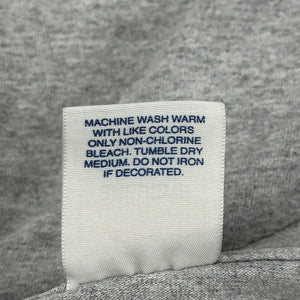 MACHINE WASH WARM
WITH LIKE COLORS
ONLY NON-CHLORINE
BLEACH. TUMBLE DRY
MEDIUM. DO NOT IRON
IF DECORATED.